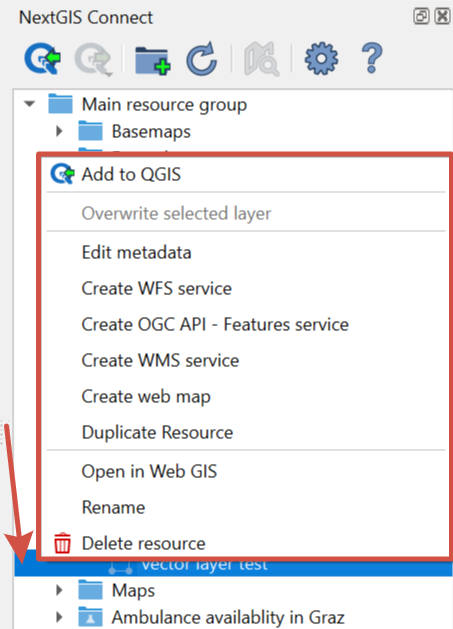 NextGIS Connect
Main resource group
Basemaps
Add to QGIS
Overwrite selected layer
Edit metadata
Create WFS service
Create OGC API - Features service
Create WMS service
Create web map
Duplicate Resource
Open in Web GIS
Rename
Delete resource
Vector layer test
Maps
Ambulance availablity in Graz